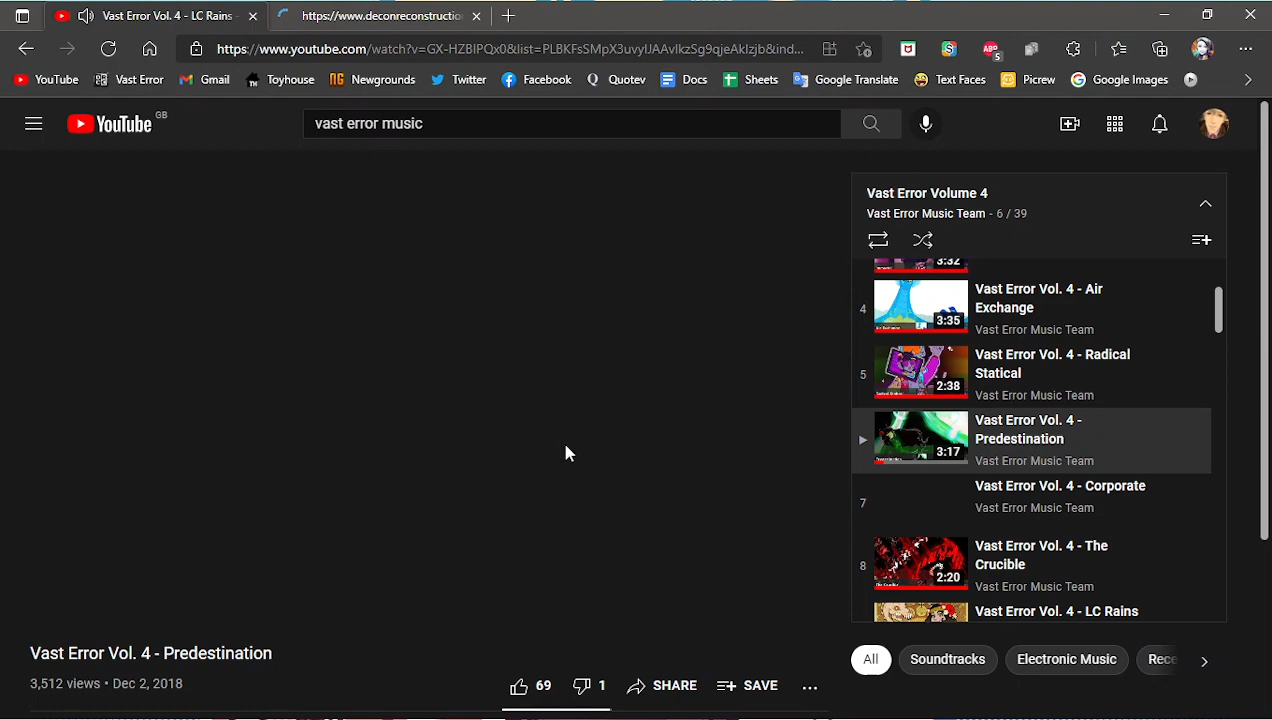 Vast Error Vol. 4 - LC Rains -
https://www.deconreconstructio
https://www.youtube.com/watch?v=GX-HZBIPQx0&list=PLBKFsSMpX3uvyIJAAvIkzSg9qjeAkIzjb&ind...
ABP
5
YouTube Vast Error Gmail Toyhouse Newgrounds Twitter Facebook Quotev Docs Sheets Google Translate Text Faces Picrew Google Images
YouTube GB
vast error music
Vast Error Volume 4
Vast Error Music Team - 6 / 39
3:32
4
3:35
Vast Error Vol. 4 - Air
Exchange
Vast Error Music Team
5
2:38
Vast Error Vol. 4 - Radical
Statical
Vast Error Music Team
3:17
Vast Error Vol. 4 -
Predestination
Vast Error Music Team
7
Vast Error Vol. 4 - Corporate
Vast Error Music Team
8
2:20
Vast Error Vol. 4 - The
Crucible
Vast Error Music Team
Vast Error Vol. 4 - LC Rains
Vast Error Vol. 4 - Predestination
3,512 views • Dec 2, 2018
69 1 SHARE SAVE
All Soundtracks Electronic Music Rece